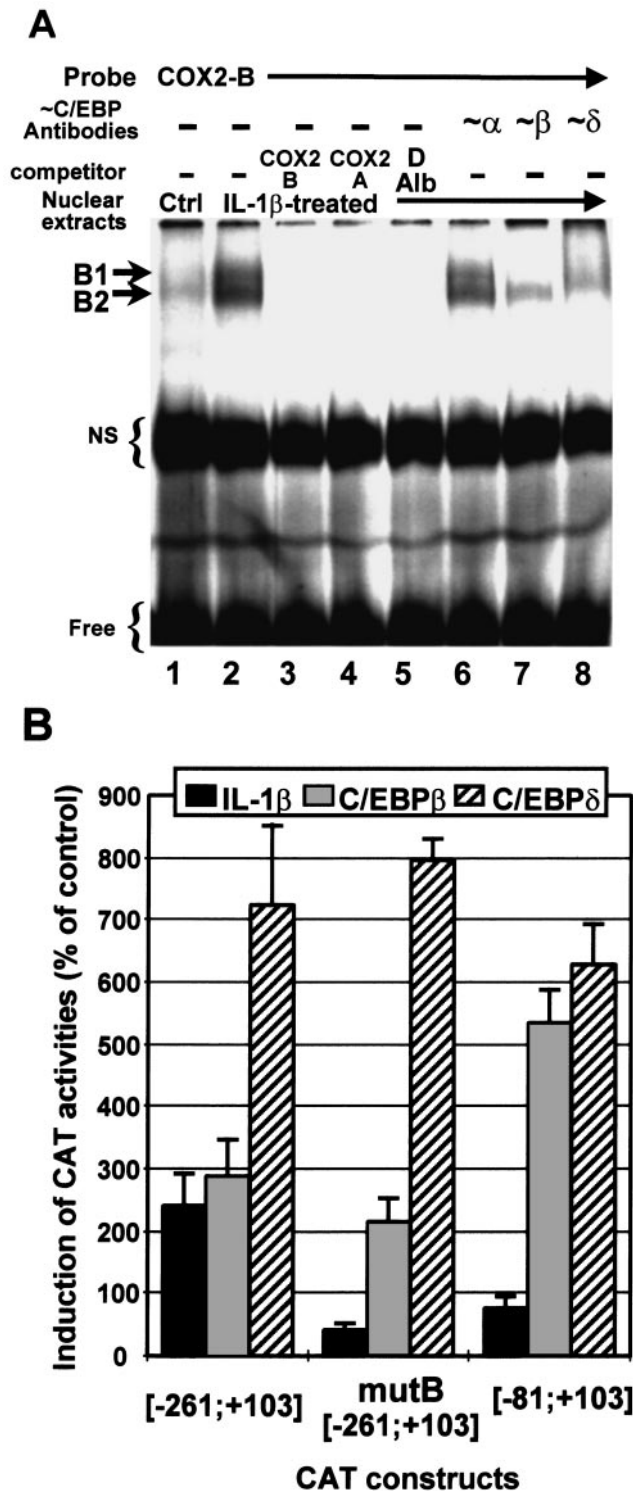 A
Probe COX2-B
~C/EBP Antibodies - - - - - ~α ~β ~δ
competitor - - COX2 B COX2 A D Alb - - -
Nuclear extracts Ctrl IL-1β-treated
B1
B2
NS {
Free {
1 2 3 4 5 6 7 8
B
IL-1β C/EBPβ C/EBPδ
Induction of CAT activities (% of control)
900
800
700
600
500
400
300
200
100
0
[-261;+103] mutB [-261;+103] [-81;+103]
CAT constructs